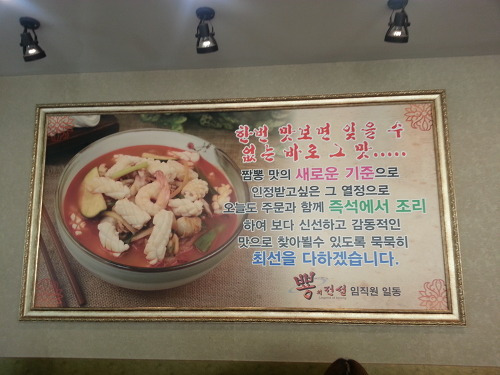 한번 맛보면 잊을 수
없는 바로 그 맛.....
짬뽕 맛의 새로운 기준으로
인정받고싶은 그 열정으로
오늘도 주문과 함께 즉석에서 조리
하여 보다 신선하고 감동적인
맛으로 찾아뵐수 있도록 묵묵히
최선을 다하겠습니다.
뽕의전설 임직원 일동